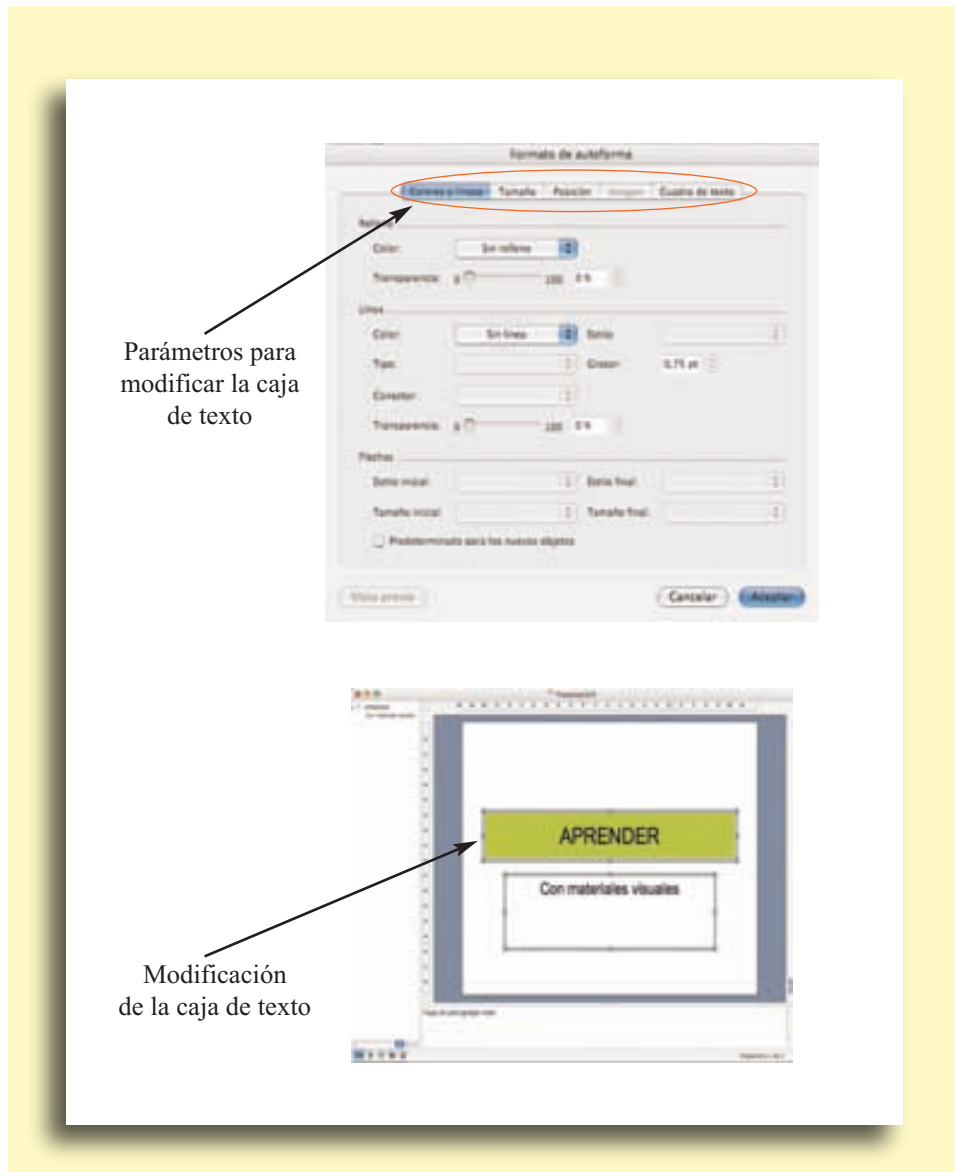 Formato de autoforma
Colores y líneas Tamaño Posición Imagen Cuadro de texto
Relleno
Color: Sin relleno
Transparencia: 0 100 0 %
Línea
Color: Sin línea Estilo:
Tipo: Grosor: 0,75 pt
Conector:
Transparencia: 0 100 0 %
Flechas
Estilo inicial: Estilo final:
Tamaño inicial: Tamaño final:
Predeterminado para los nuevos objetos
Vista previa Cancelar Aceptar
Parámetros para
modificar la caja
de texto
APRENDER
Con materiales visuales
Modificación
de la caja de texto